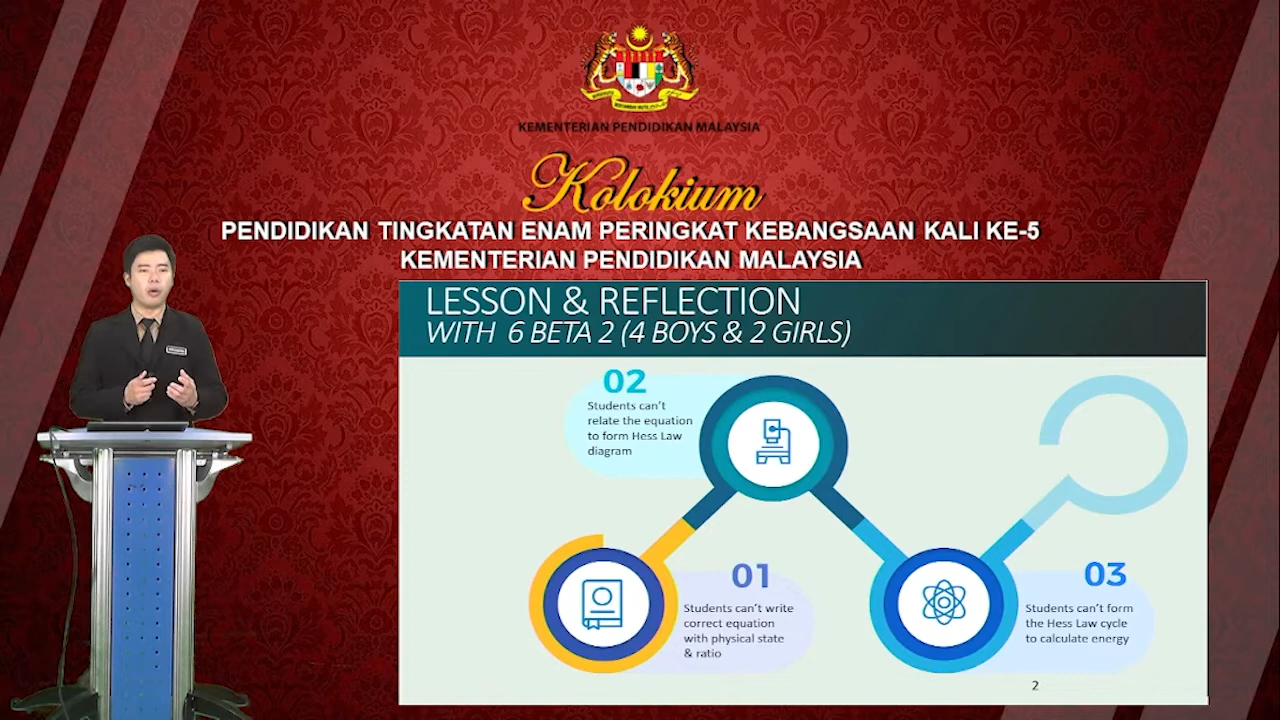 KEMENTERIAN PENDIDIKAN MALAYSIA
Kolokium
PENDIDIKAN TINGKATAN ENAM PERINGKAT KEBANGSAAN KALI KE-5
KEMENTERIAN PENDIDIKAN MALAYSIA
LESSON & REFLECTION
WITH 6 BETA 2 (4 BOYS & 2 GIRLS)
02
Students can't
relate the equation
to form Hess Law
diagram
01
Students can't write
correct equation
with physical state
& ratio
03
Students can't form
the Hess Law cycle
to calculate energy
2